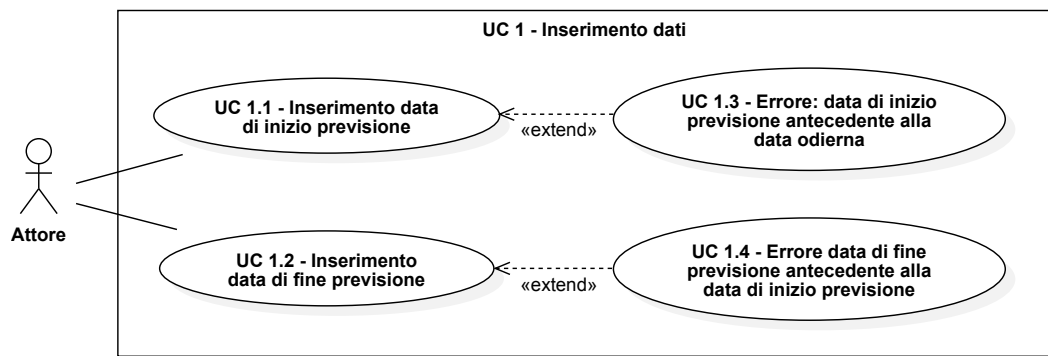 UC 1 - Inserimento dati
UC 1.1 - Inserimento data
di inizio previsione
«extend»
UC 1.3 - Errore: data di inizio
previsione antecedente alla
data odierna
Attore
UC 1.2 - Inserimento
data di fine previsione
«extend»
UC 1.4 - Errore data di fine
previsione antecedente alla
data di inizio previsione